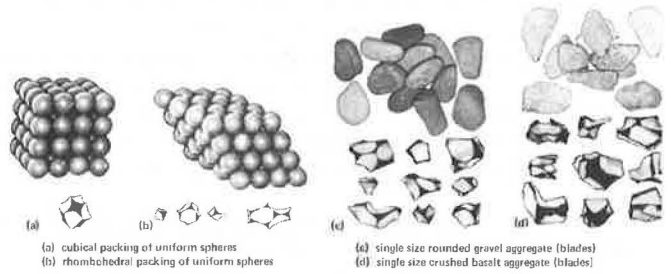 (a)
(b)
(c)
(d)
(a) cubical packing of uniform spheres
(b) rhombohedral packing of uniform spheres
(c) single size rounded gravel aggregate (blades)
(d) single size crushed basalt aggregate (blades)